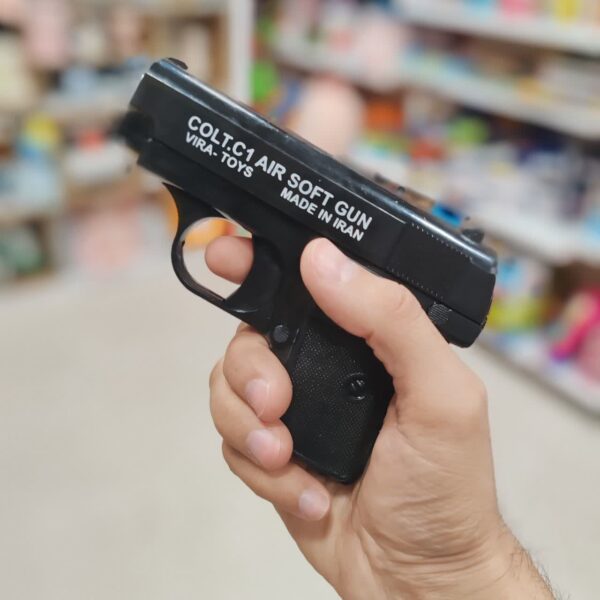 COLT.C1 AIR SOFT GUN
VIRA- TOYS MADE IN IRAN